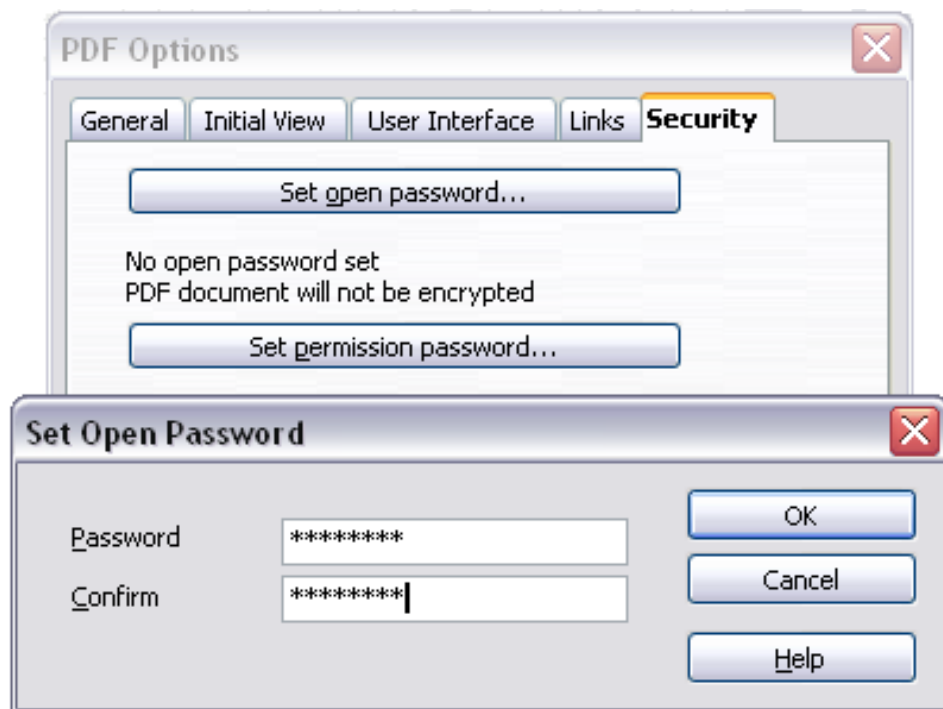 PDF Options
General Initial View User Interface Links Security
Set open password...
No open password set
PDF document will not be encrypted
Set permission password...
Set Open Password
Password ******** OK
Confirm ******** Cancel
Help